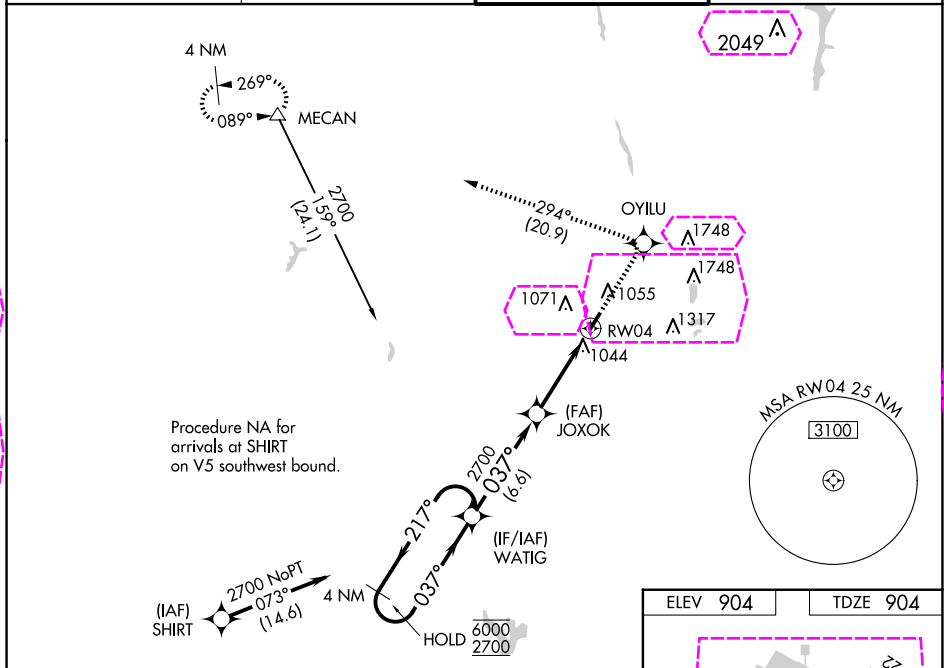 2049
4 NM
269°
089°
MECAN
2700
159°
(24.1)
294°
(20.9)
OYILU
1748
1748
1071
1055
RW04
1317
1044
(FAF)
JOXOK
MSA RW04 25 NM
3100
Procedure NA for
arrivals at SHIRT
on V5 southwest bound.
2700
037°
(6.6)
217°
037°
(IF/IAF)
WATIG
2700 NoPT
073°
(14.6)
(IAF)
SHIRT
4 NM
HOLD
6000
2700
ELEV 904
TDZE 904
22